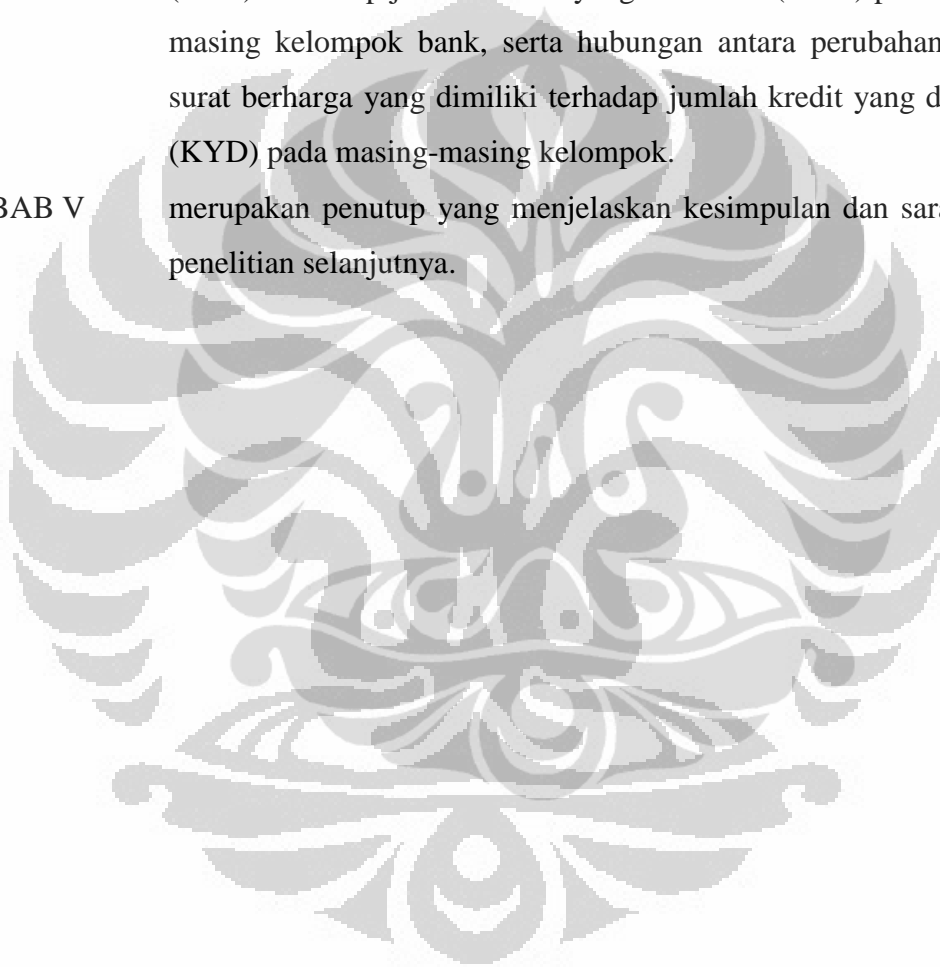 masing kelompok bank, serta hubungan antara perubahan
surat berharga yang dimiliki terhadap jumlah kredit yang d
(KYD) pada masing-masing kelompok.
BAB V merupakan penutup yang menjelaskan kesimpulan dan sara
penelitian selanjutnya.